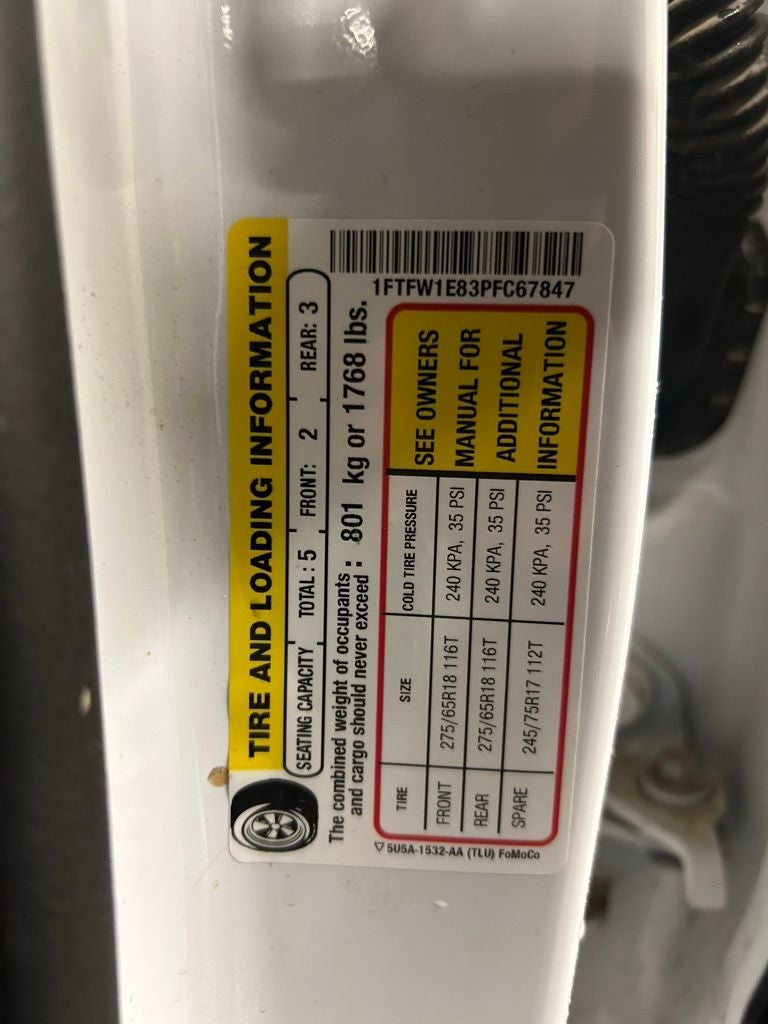 TIRE AND LOADING INFORMATION
SEATING CAPACITY TOTAL: 5 FRONT: 2 REAR: 3
The combined weight of occupants
and cargo should never exceed : 801 kg or 1768 lbs.
1FTFW1E83PFC67847
TIRE SIZE COLD TIRE PRESSURE
FRONT 275/65R18 116T 240 KPA, 35 PSI
REAR 275/65R18 116T 240 KPA, 35 PSI
SPARE 245/75R17 112T 240 KPA, 35 PSI
SEE OWNERS
MANUAL FOR
ADDITIONAL
INFORMATION
5U5A-1532-AA (TLU) FoMoCo